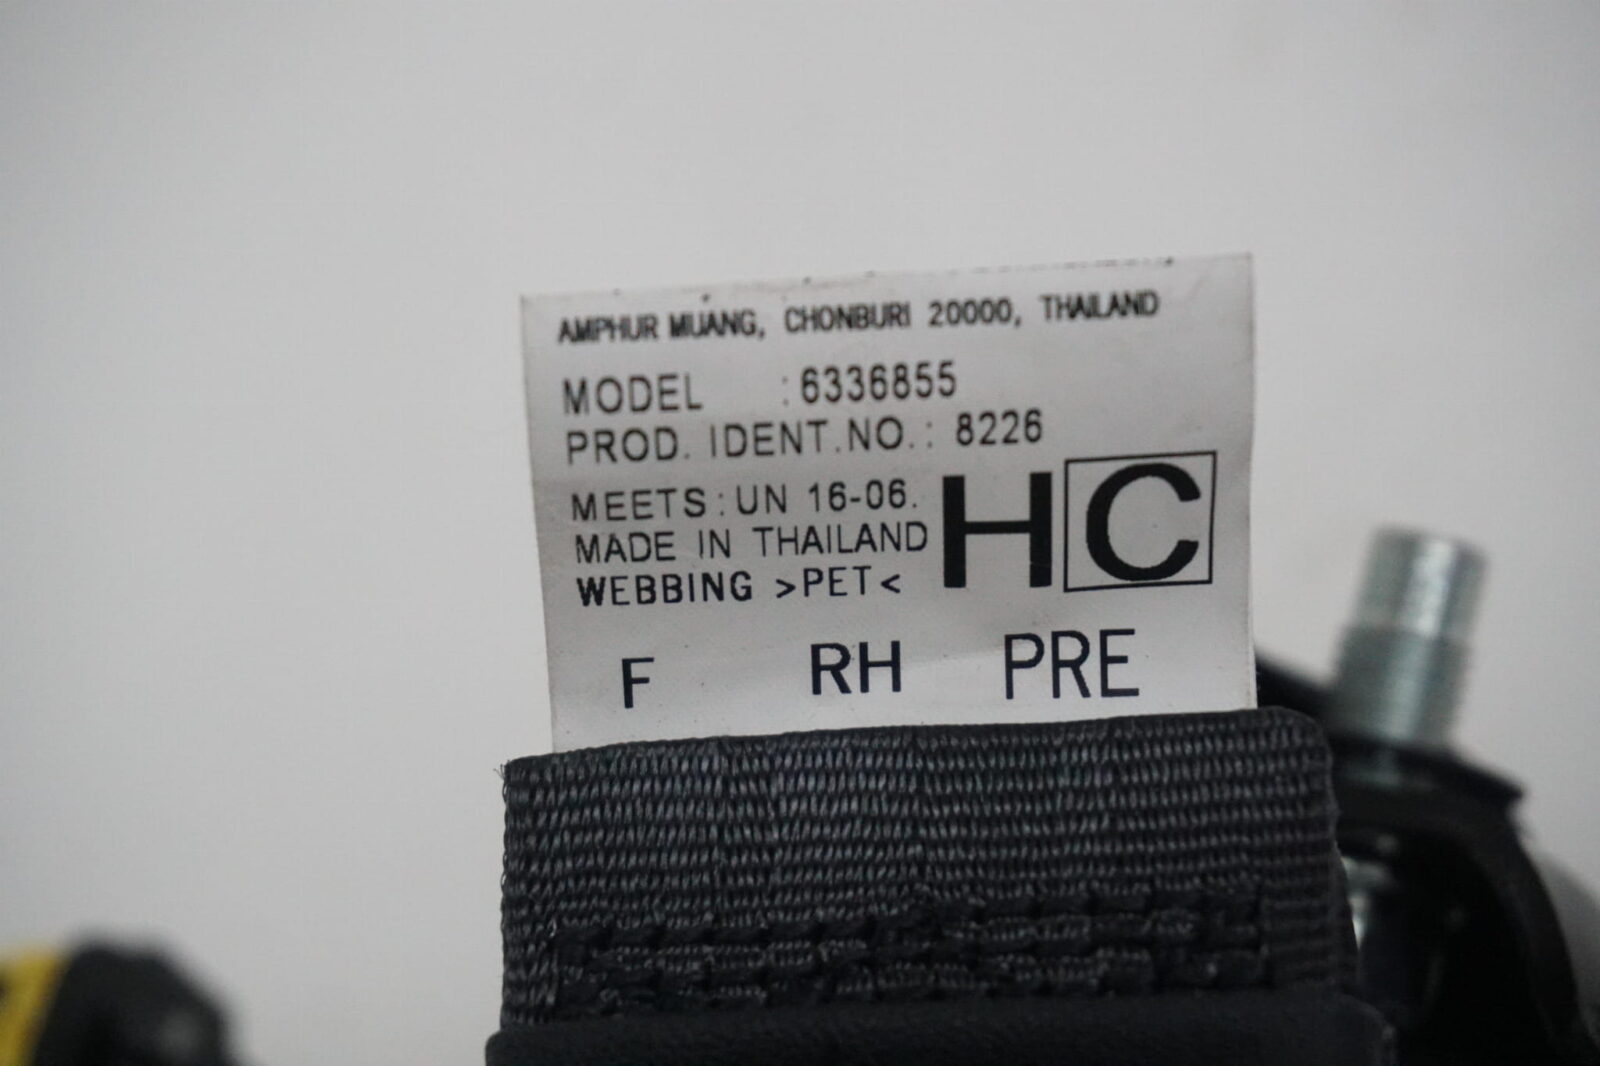 AMPHUR MUANG, CHONBURI 20000, THAILAND
MODEL :6336855
PROD. IDENT.NO.: 8226
MEETS:UN 16-06.
MADE IN THAILAND
WEBBING >PET<
HC
F RH PRE